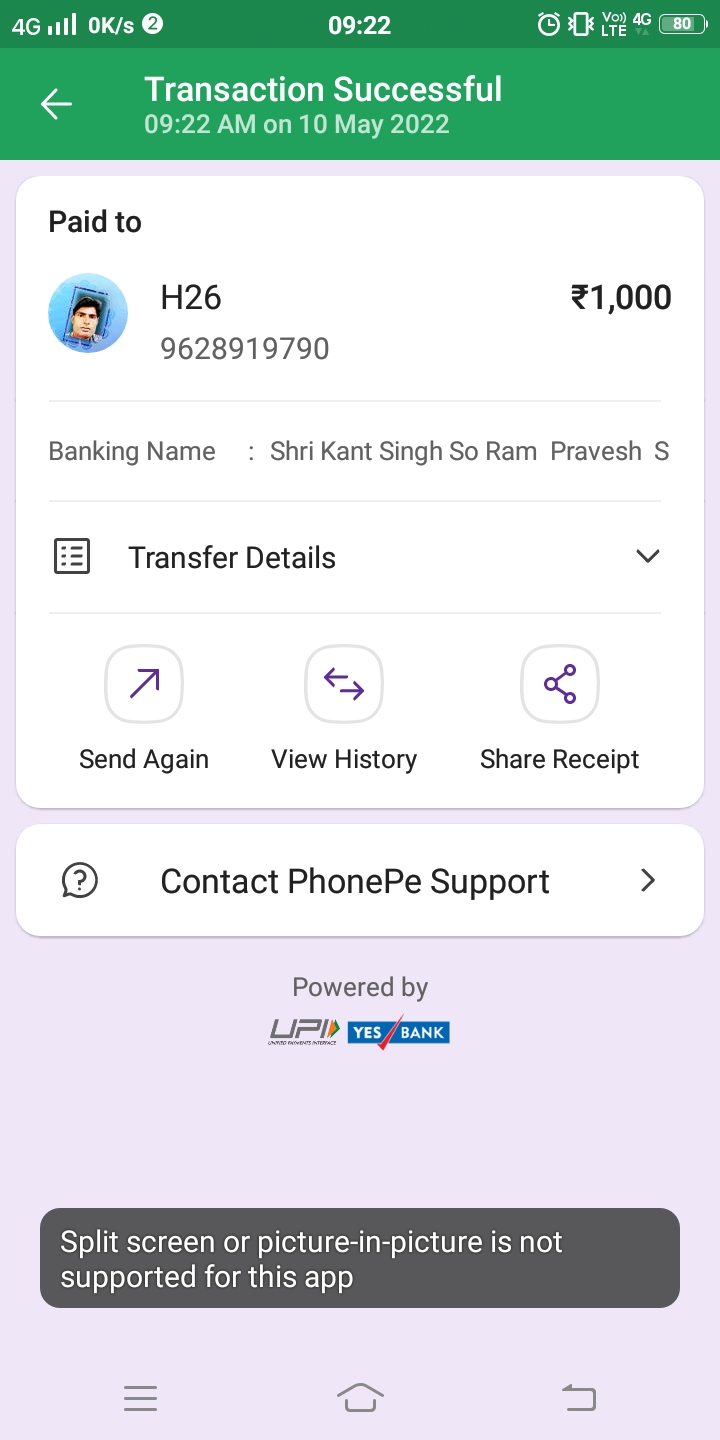 4G 0K/s 2 09:22 Vo)) LTE 4G 80
Transaction Successful
09:22 AM on 10 May 2022
Paid to
H26 ₹1,000
9628919790
Banking Name : Shri Kant Singh So Ram Pravesh S
Transfer Details
Send Again View History Share Receipt
Contact PhonePe Support
Powered by
UPI YES BANK
UNIFIED PAYMENTS INTERFACE
Split screen or picture-in-picture is not
supported for this app